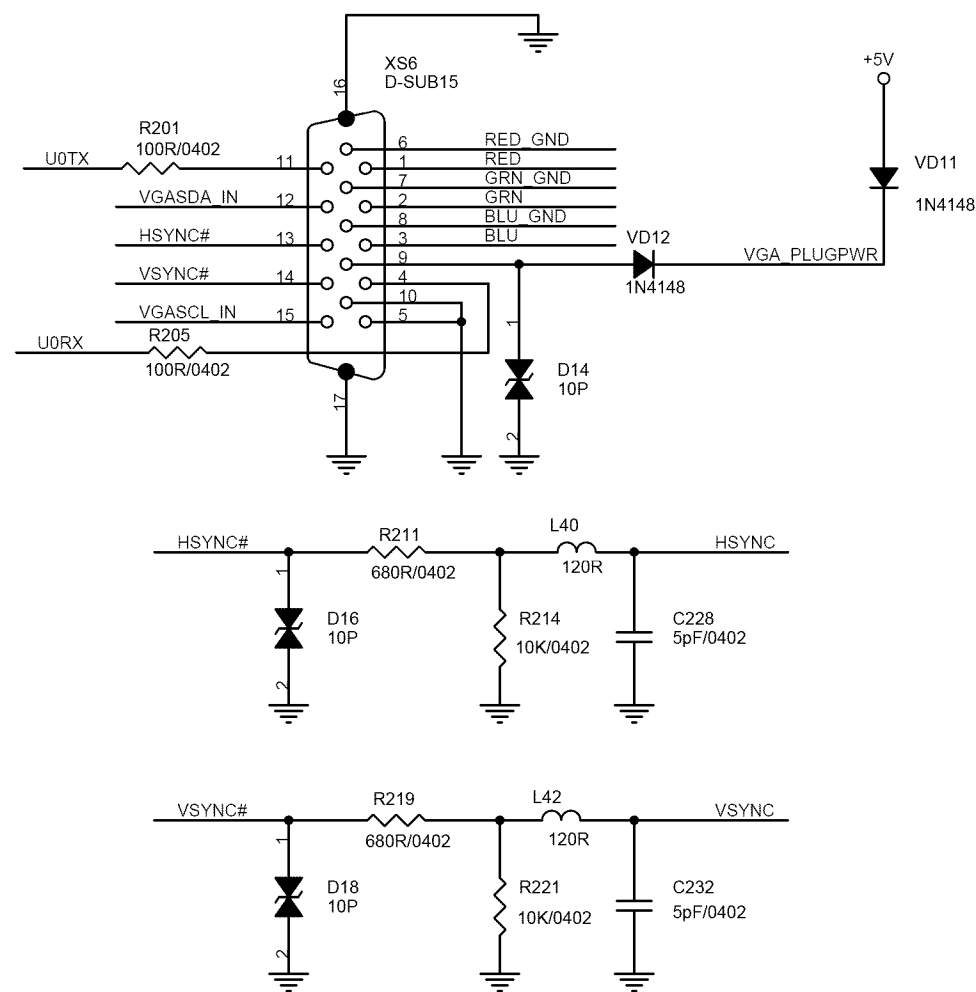 16
XS6
D-SUB15
+5V
R201
100R/0402
U0TX
11
6
RED_GND
1
RED
VD11
1N4148
7
GRN_GND
VGASDA_IN
12
2
GRN
8
BLU_GND
HSYNC#
13
3
BLU
VD12
1N4148
9
VGA_PLUGPWR
VSYNC#
14
4
10
VGASCL_IN
15
5
1
R205
100R/0402
U0RX
D14
10P
17
2
HSYNC#
R211
680R/0402
L40
120R
HSYNC
1
D16
10P
2
R214
10K/0402
C228
5pF/0402
VSYNC#
R219
680R/0402
L42
120R
VSYNC
1
D18
10P
2
R221
10K/0402
C232
5pF/0402